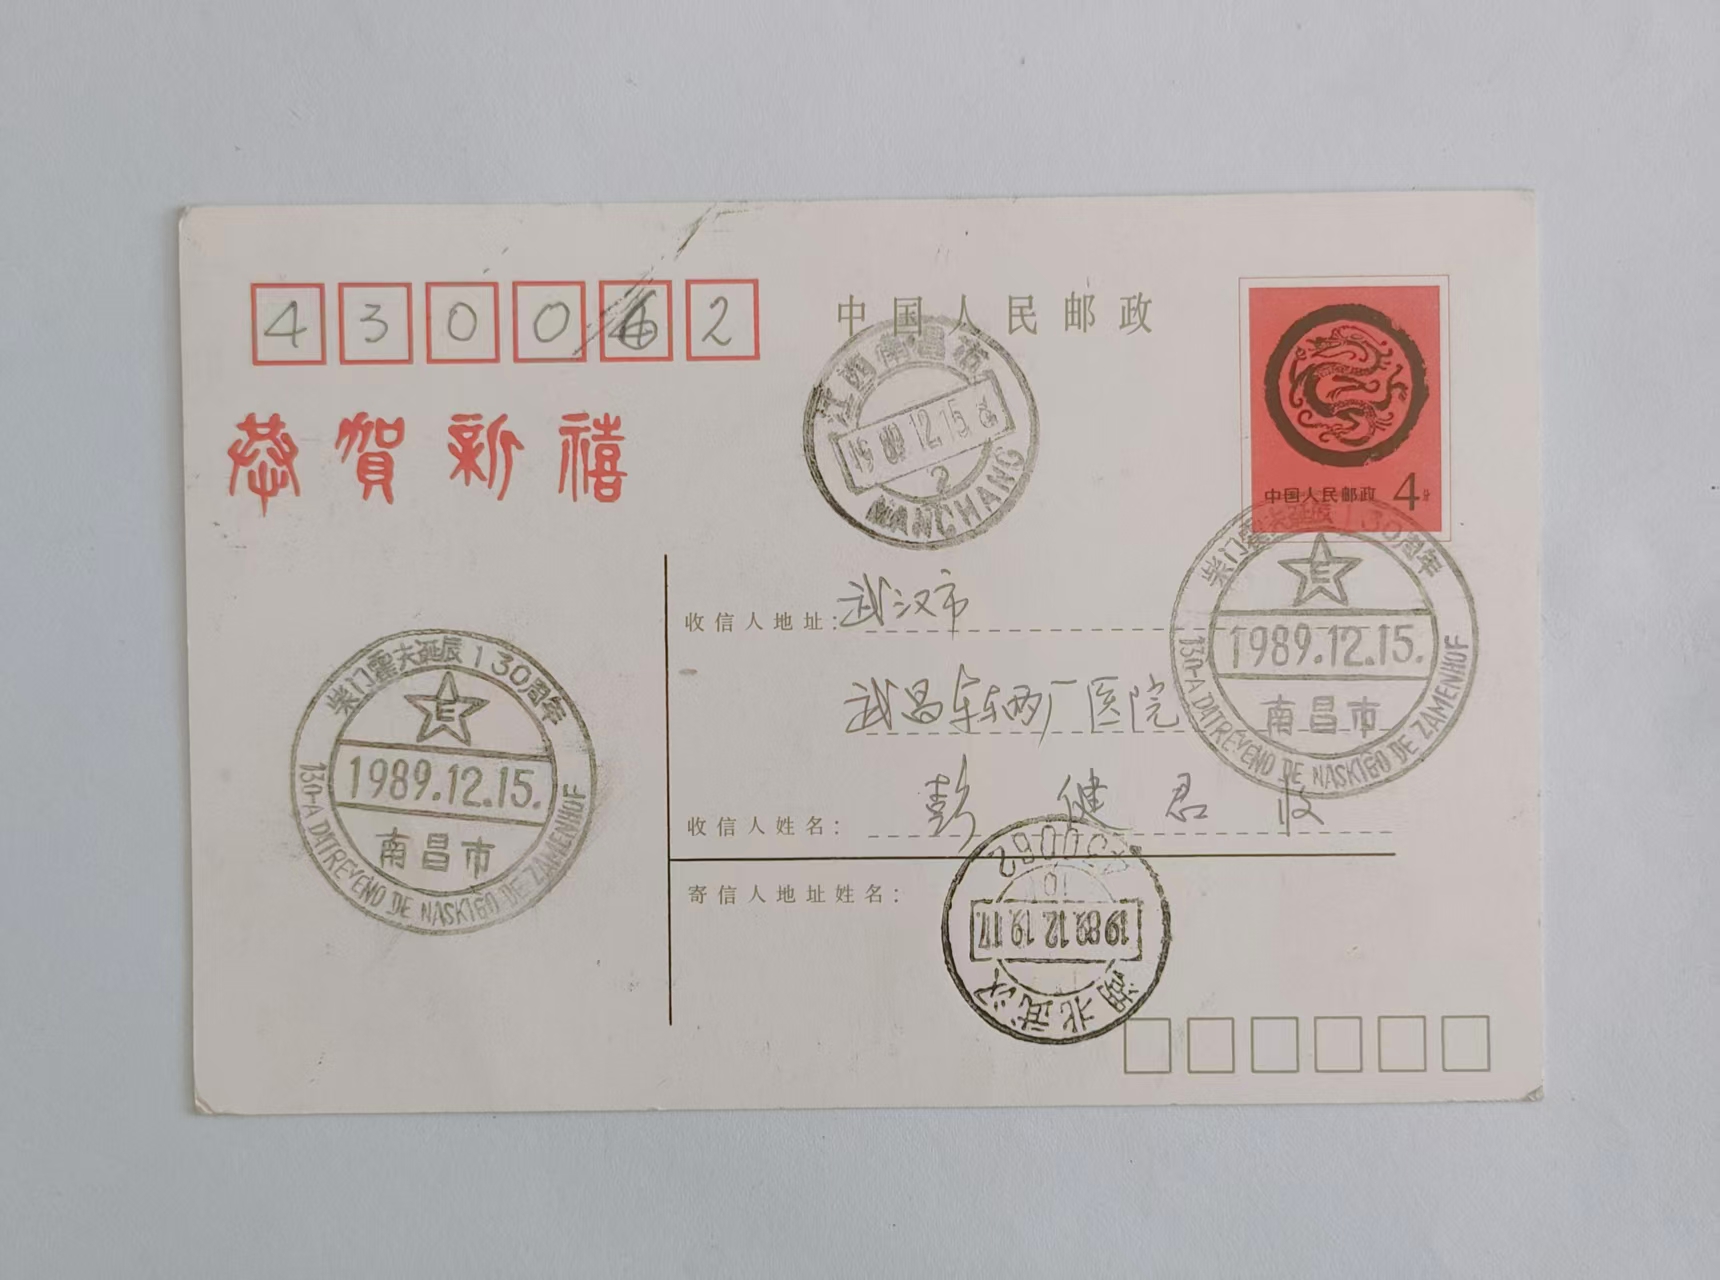 430062
中国人民邮政
恭贺新禧
中国人民邮政 4分
江西南昌市
1989.12.15
2
NANCHANG
柴门霍夫诞辰130周年
E
1989.12.15.
南昌市
130-A DATREVENO DE NASKIGO DE ZAMENHOF
收信人地址：武汉市
武昌车辆厂医院
收信人姓名：彭健君 收
柴门霍夫诞辰130周年
E
1989.12.15.
南昌市
130-A DATREVENO DE NASKIGO DE ZAMENHOF
寄信人地址姓名：
430062
10
1989.12.19.17
湖北武汉